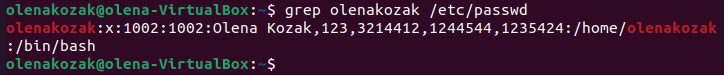 olenakozak@olena-VirtualBox:~$ grep olenakozak /etc/passwd
olenakozak:x:1002:1002:Olena Kozak,123,3214412,1244544,1235424:/home/olenakozak
:/bin/bash
olenakozak@olena-VirtualBox:~$